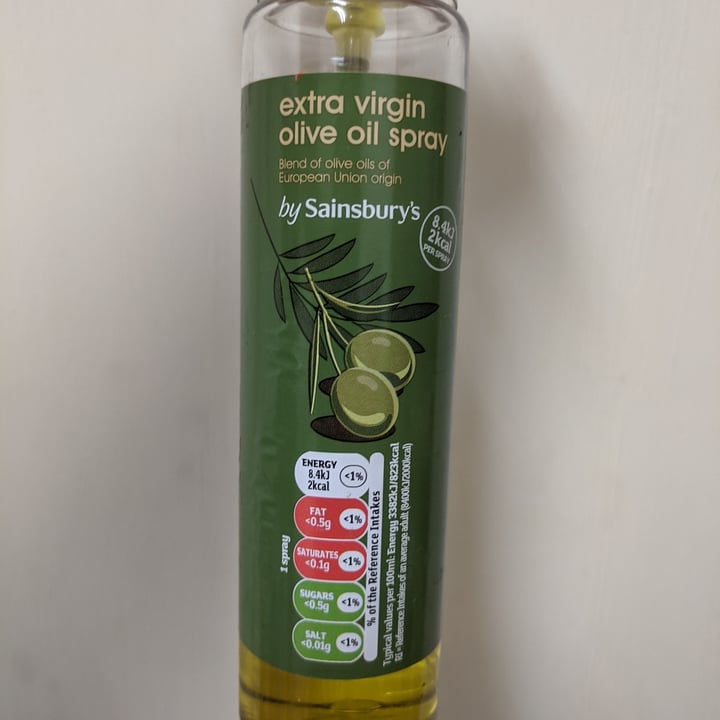 extra virgin
olive oil spray
Blend of olive oils of
European Union origin
by Sainsbury's
8.4kJ
2kcal
PER SPRAY
1 spray
ENERGY
8.4kJ
2kcal
<1%
FAT
<0.5g
<1%
SATURATES
<0.1g
<1%
SUGARS
<0.5g
<1%
SALT
<0.01g
<1%
% of the Reference Intakes
Typical values per 100ml: Energy 3382kJ/823kcal
RI = Reference Intakes of an average adult (8400kJ/2000kcal)